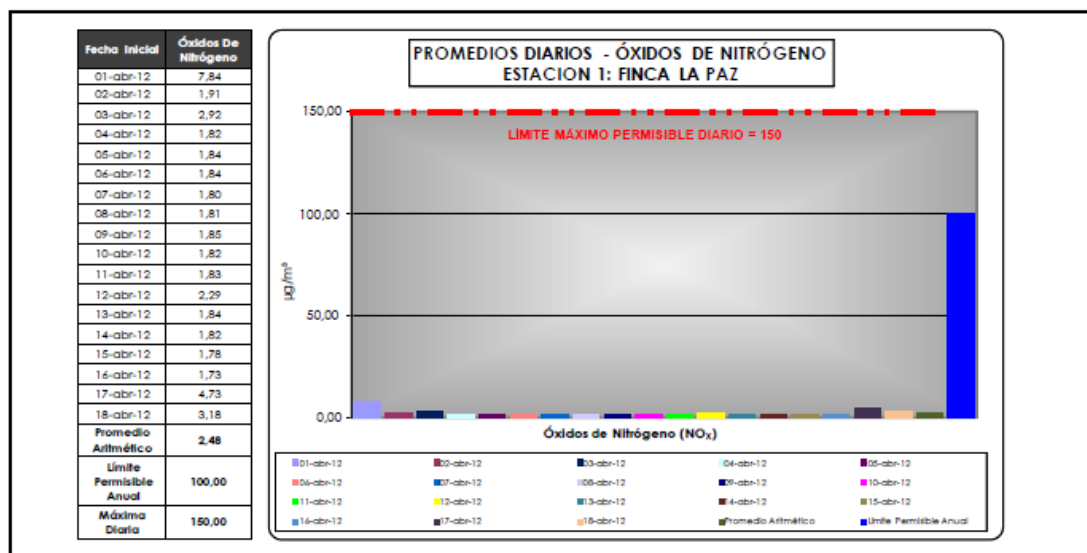 Fecha Inicial Óxidos De Nitrógeno
01-abr-12 7,84
02-abr-12 1,91
03-abr-12 2,92
04-abr-12 1,82
05-abr-12 1,84
06-abr-12 1,84
07-abr-12 1,80
08-abr-12 1,81
09-abr-12 1,85
10-abr-12 1,82
11-abr-12 1,83
12-abr-12 2,29
13-abr-12 1,84
14-abr-12 1,82
15-abr-12 1,78
16-abr-12 1,73
17-abr-12 4,73
18-abr-12 3,18
Promedio Aritmético 2,48
Límite Permisible Anual 100,00
Máxima Diaria 150,00
PROMEDIOS DIARIOS - ÓXIDOS DE NITRÓGENO
ESTACION 1: FINCA LA PAZ
150,00
LÍMITE MÁXIMO PERMISIBLE DIARIO = 150
100,00
µg/m³
50,00
0,00
Óxidos de Nitrógeno (NOX)
01-abr-12 02-abr-12 03-abr-12 04-abr-12 05-abr-12
06-abr-12 07-abr-12 08-abr-12 09-abr-12 10-abr-12
11-abr-12 12-abr-12 13-abr-12 14-abr-12 15-abr-12
16-abr-12 17-abr-12 18-abr-12 Promedio Aritmético Límite Permisible Anual